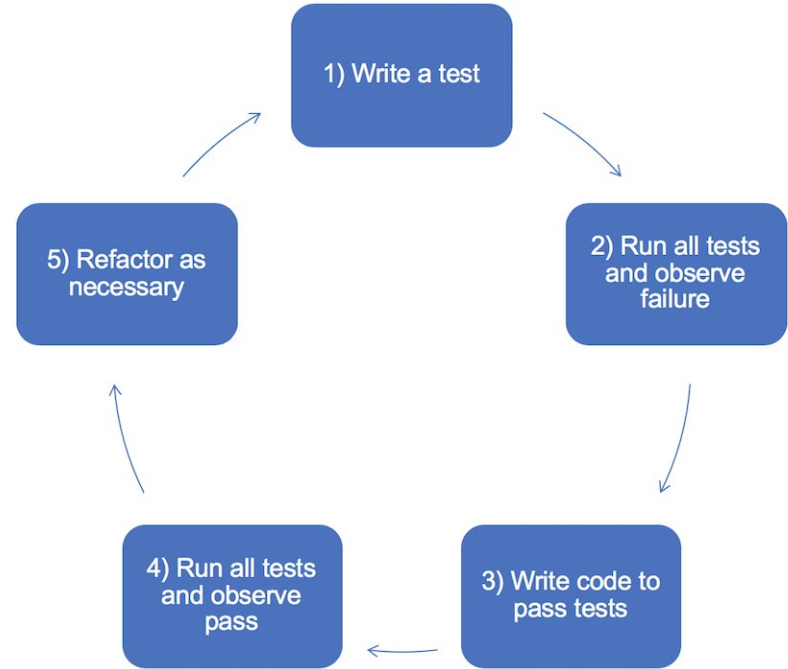 1) Write a test
2) Run all tests
and observe
failure
3) Write code to
pass tests
4) Run all tests
and observe
pass
5) Refactor as
necessary